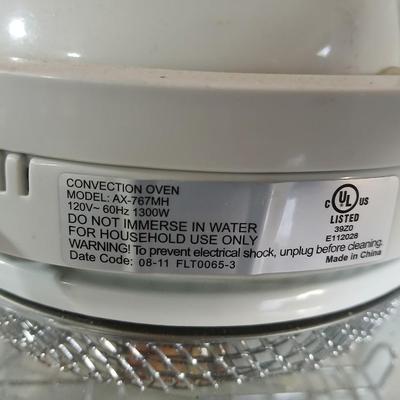 CONVECTION OVEN
MODEL: AX-767MH
120V~ 60Hz 1300W
DO NOT IMMERSE IN WATER
FOR HOUSEHOLD USE ONLY
WARNING! To prevent electrical shock, unplug before cleaning.
Date Code: 08-11 FLT0065-3
C UL US
LISTED
39Z0
E112028
Made in China